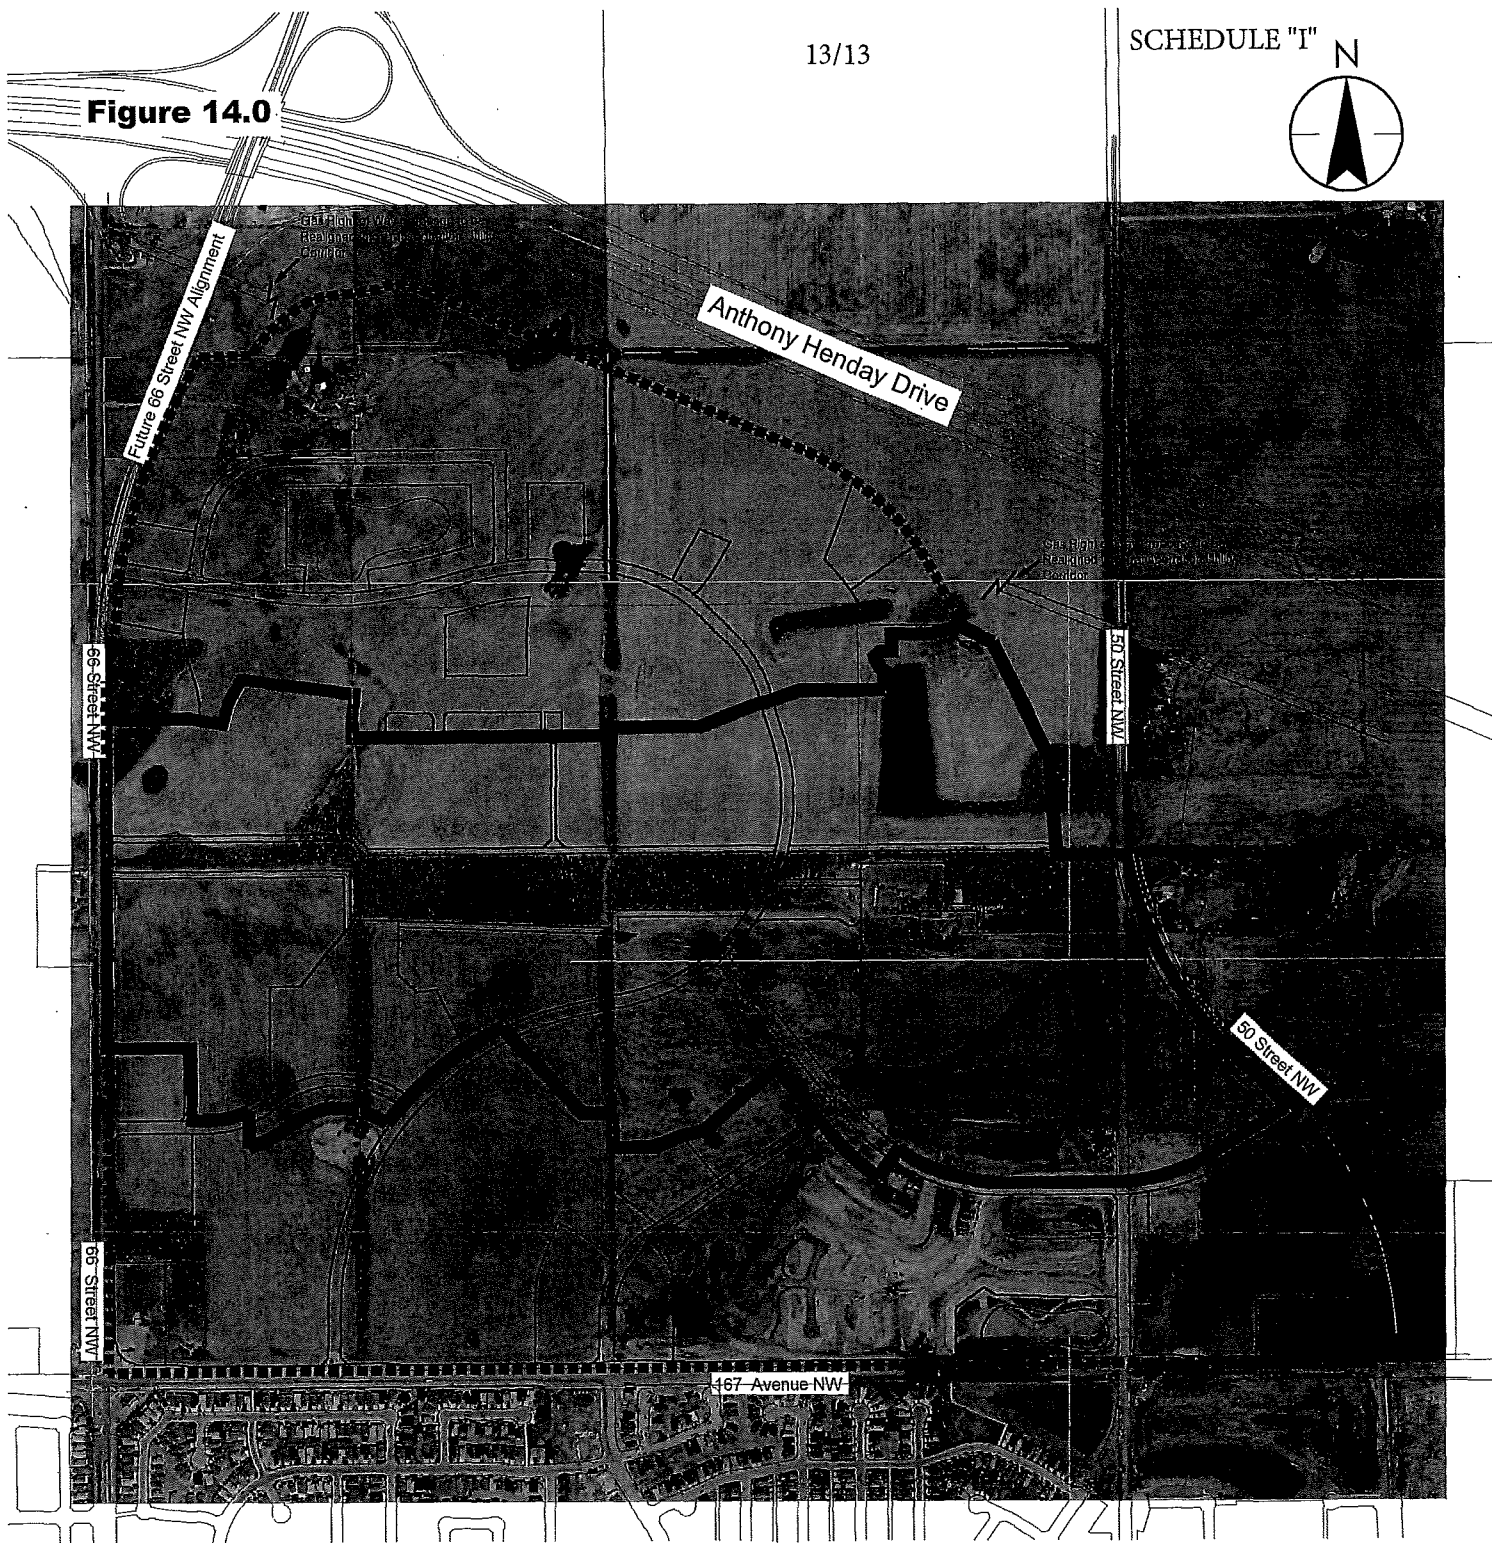 13/13
SCHEDULE "I"
N
Figure 14.0
Future 66 Street NW Alignment
Anthony Henday Drive
66 Street NW
50 Street NW
50 Street NW
66 Street NW
167 Avenue NW